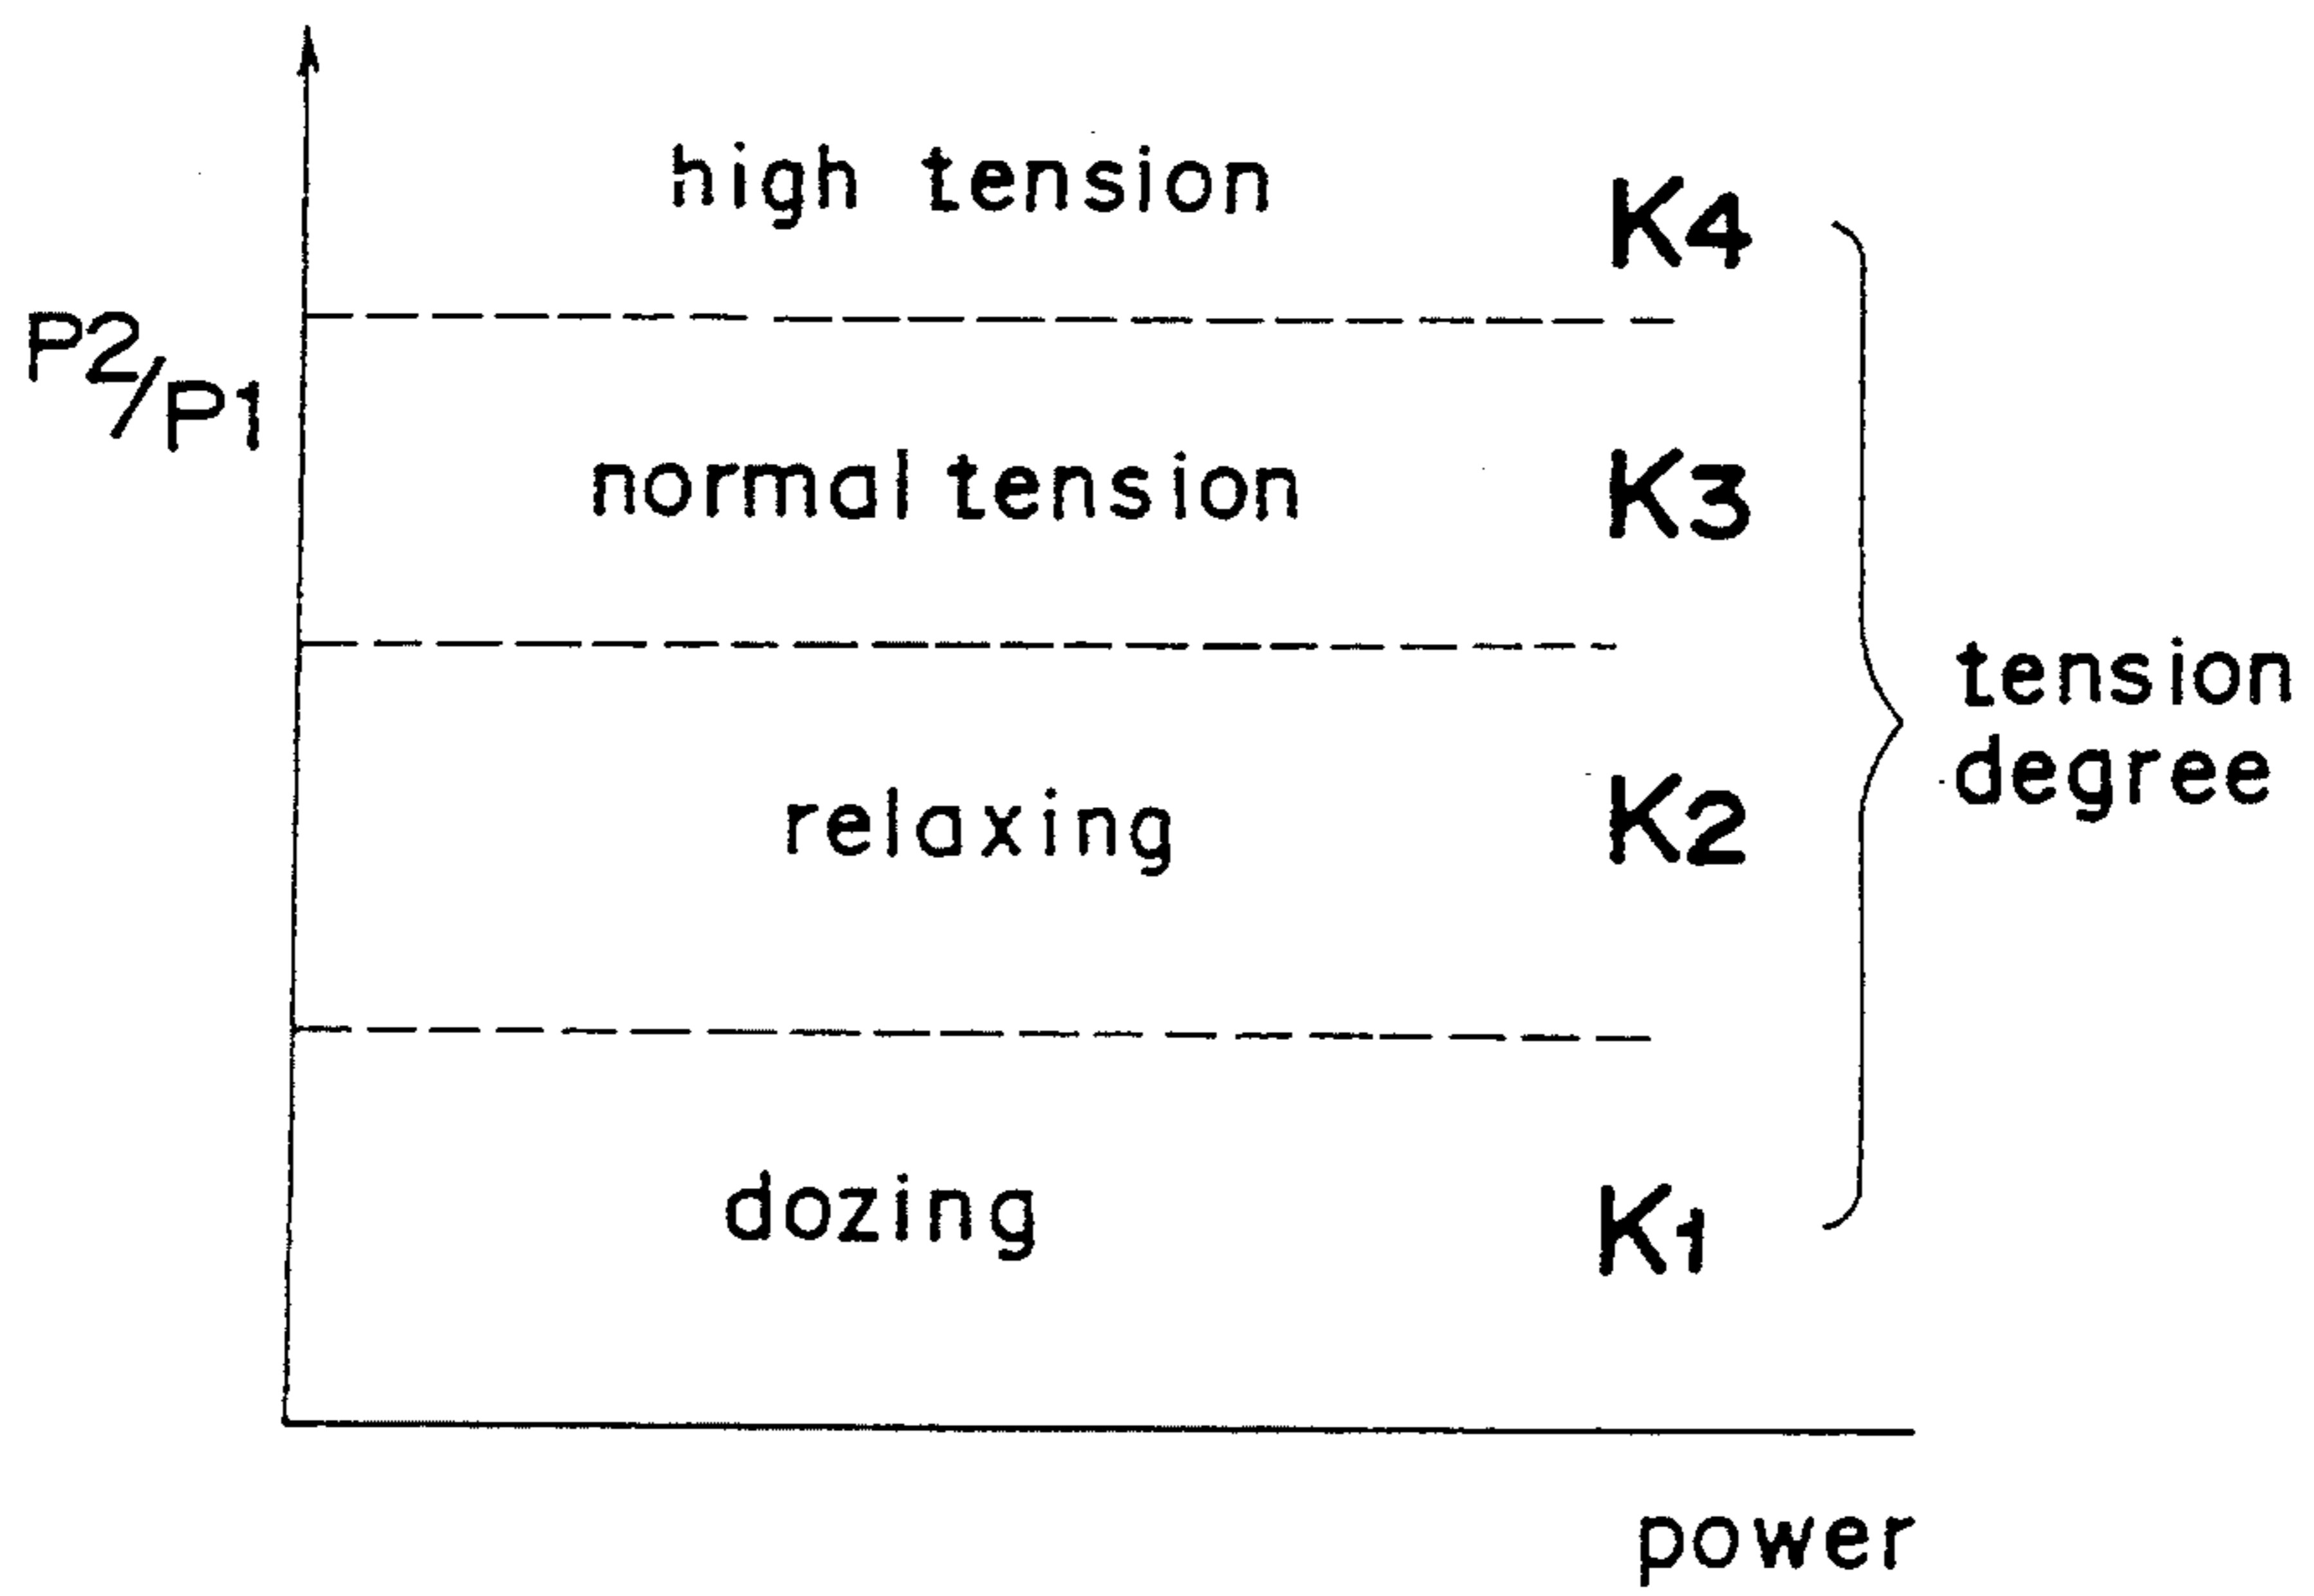 high tension K4
P2/P1
normal tension K3
tension
degree
relaxing K2
dozing K1
power